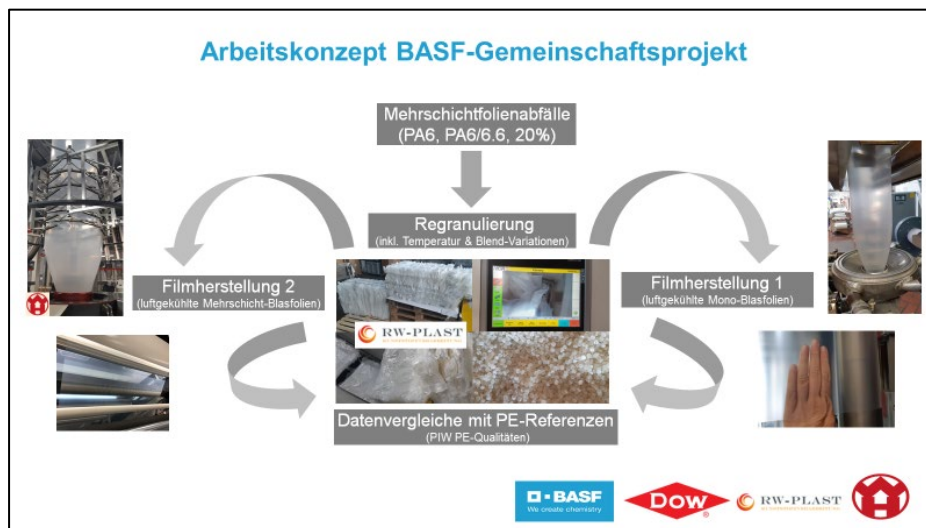 Arbeitskonzept BASF-Gemeinschaftsprojekt
Mehrschichtfolienabfälle
(PA6, PA6/6.6, 20%)
Regranulierung
(inkl. Temperatur & Blend-Variationen)
Filmherstellung 2
(luftgekühlte Mehrschicht-Blasfolien)
Filmherstellung 1
(luftgekühlte Mono-Blasfolien)
RW-PLAST
Datenvergleiche mit PE-Referenzen
(PIW PE-Qualitäten)
BASF
We create chemistry
DOW
RW-PLAST